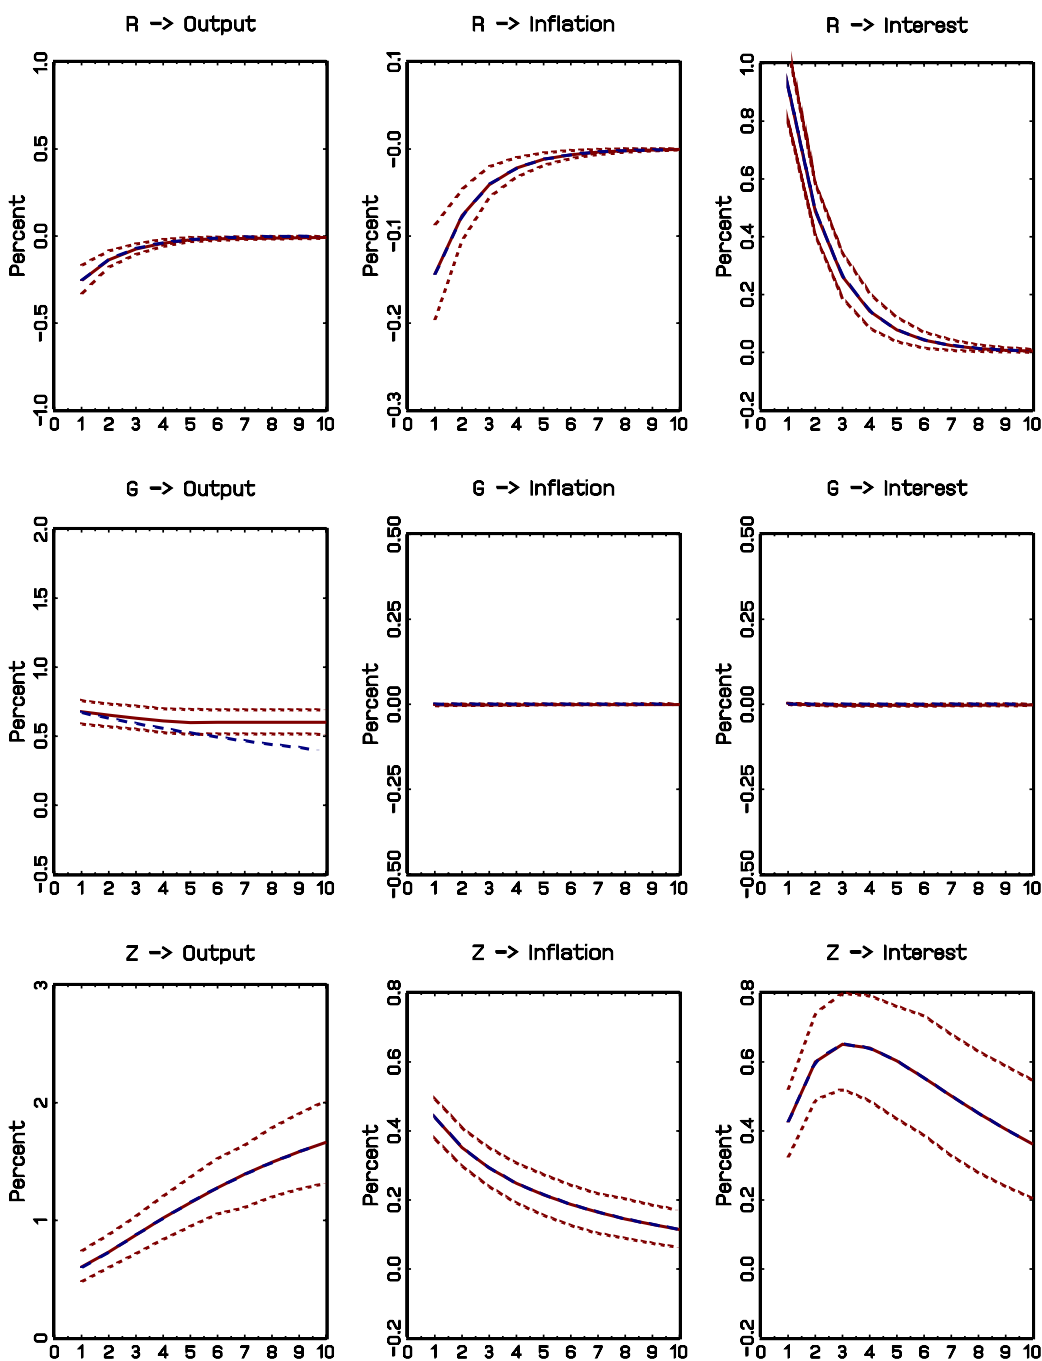 R -> Output
R -> Inflation
R -> Interest
Percent
1.0
0.5
0.0
-0.5
-1.0
0 1 2 3 4 5 6 7 8 9 10
Percent
0.1
-0.0
-0.1
-0.2
-0.3
0 1 2 3 4 5 6 7 8 9 10
Percent
1.0
0.8
0.6
0.4
0.2
0.0
-0.2
0 1 2 3 4 5 6 7 8 9 10
G -> Output
G -> Inflation
G -> Interest
Percent
2.0
1.5
1.0
0.5
0.0
-0.5
0 1 2 3 4 5 6 7 8 9 10
Percent
0.50
0.25
0.00
-0.25
-0.50
0 1 2 3 4 5 6 7 8 9 10
Percent
0.50
0.25
0.00
-0.25
-0.50
0 1 2 3 4 5 6 7 8 9 10
Z -> Output
Z -> Inflation
Z -> Interest
Percent
3
2
1
0
0 1 2 3 4 5 6 7 8 9 10
Percent
0.8
0.6
0.4
0.2
0.0
-0.2
0 1 2 3 4 5 6 7 8 9 10
Percent
0.8
0.6
0.4
0.2
0.0
-0.2
0 1 2 3 4 5 6 7 8 9 10